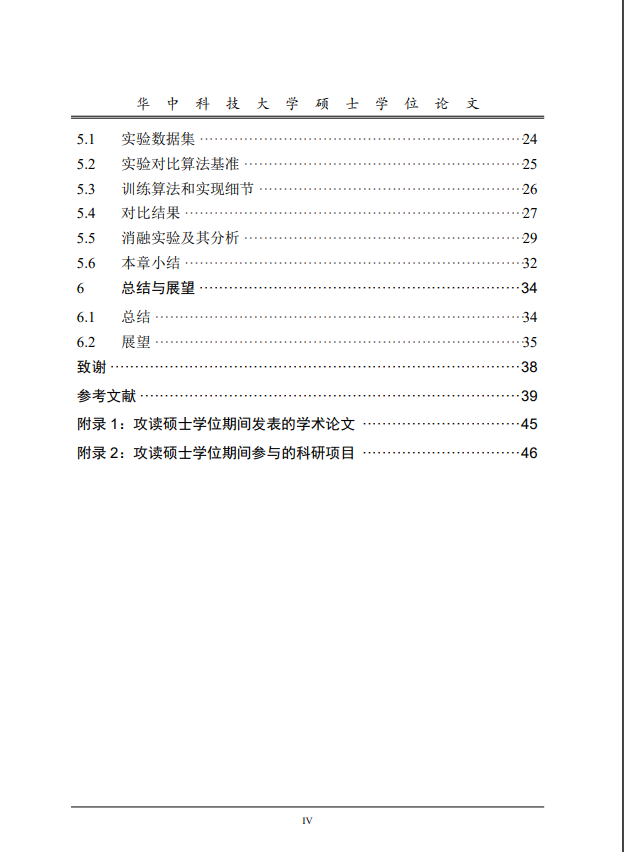 华中科技大学硕士学位论文
5.1 实验数据集 24
5.2 实验对比算法基准 25
5.3 训练算法和实现细节 26
5.4 对比结果 27
5.5 消融实验及其分析 29
5.6 本章小结 32
6 总结与展望 34
6.1 总结 34
6.2 展望 35
致谢 38
参考文献 39
附录 1：攻读硕士学位期间发表的学术论文 45
附录 2：攻读硕士学位期间参与的科研项目 46
IV